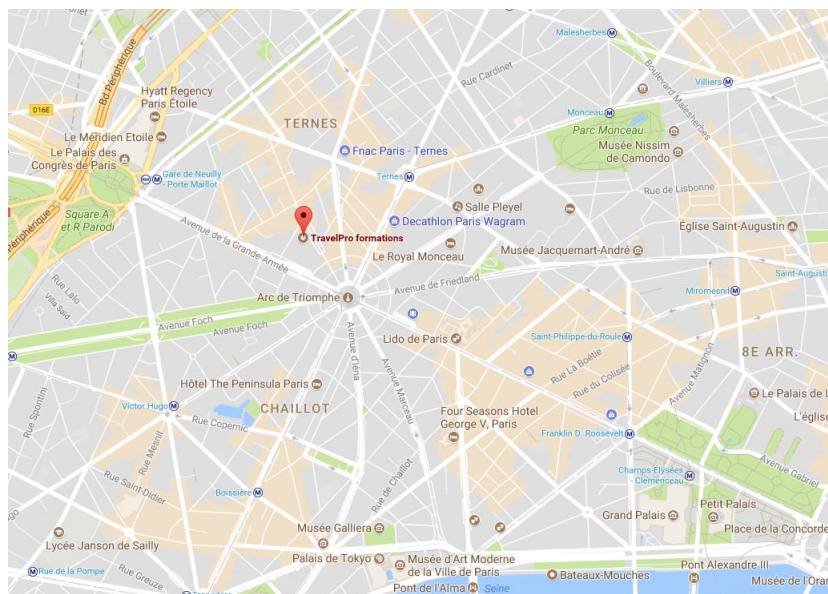 Malesherbes
Bd Périphérique
Rue Cardinet
Boulevard Malesherbes
Villiers
Hyatt Regency
Paris Étoile
D16E
Monceau
TERNES
Parc Monceau
Le Méridien Etoile
Musée Nissim
de Camondo
Fnac Paris - Ternes
Le Palais des
Congrès de Paris
Gare de Neuilly
- Porte Maillot
Ternes
Rue de Lisbonne
Square A
et R Parodi
Salle Pleyel
Périphérique
Avenue de la Grande-Armée
Decathlon Paris Wagram
Église Saint-Augustin
TravelPro formations
Le Royal Monceau
Musée Jacquemart-André
Rue Lalo
Villa Saïd
Avenue de Friedland
Saint-August
Miromesnil
Arc de Triomphe
Avenue Foch
Avenue Foch
Lido de Paris
Saint-Philippe-du-Roule
Avenue d'Iéna
Rue La Boétie
Avenue Matignon
8E ARR.
Rue du Colisée
Hôtel The Peninsula Paris
Avenue Marceau
Le Palais de L
Rue Spontini
Victor Hugo
CHAILLOT
Four Seasons Hotel
George V, Paris
L'église
Rue Copernic
Franklin D. Roosevelt
Rue Mesnil
Avenue Gabriel
Rue de Chaillot
Champs-Élysées
- Clemenceau
Rue Saint-Didier
Boissière
Petit Palais
Grand Palais
Place de la Concorde
Musée Galliera
Lycée Janson de Sailly
Palais de Tokyo
Musée d'Art Moderne
de la Ville de Paris
Pont Alexandre III
Rue de la Pompe
Rue Greuze
Bateaux-Mouches
Musée de l'Oran
Pont de l'Alma
Seine